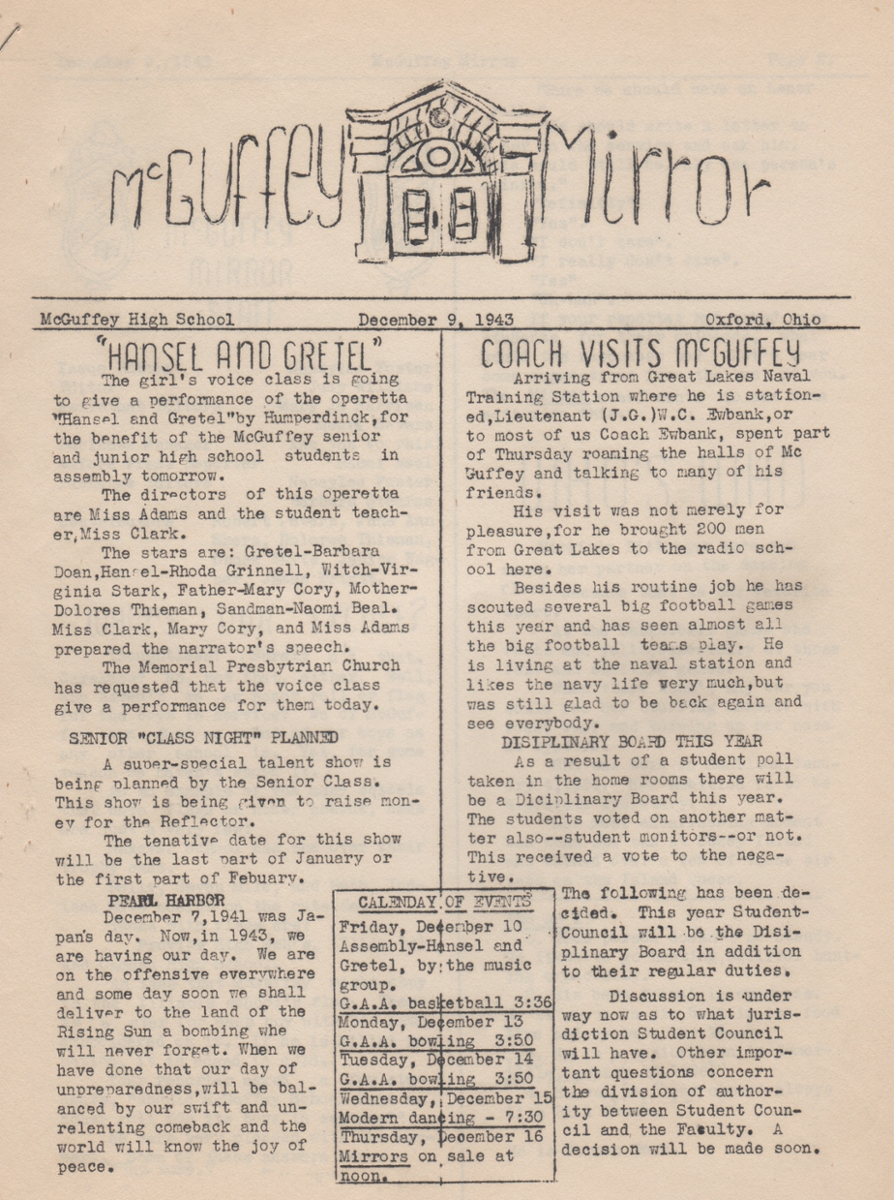 McGuffey Mirror
McGuffey High School December 9, 1943 Oxford, Ohio
"HANSEL AND GRETEL"
The girl's voice class is going
to give a performance of the operetta
"Hansel and Gretel"by Humperdinck,for
the benefit of the McGuffey senior
and junior high school students in
assembly tomorrow.
The directors of this operetta
are Miss Adams and the student teach-
er,Miss Clark.
The stars are: Gretel-Barbara
Doan,Hansel-Rhoda Grinnell, Witch-Vir-
ginia Stark, Father-Mary Cory, Mother-
Dolores Thieman, Sandman-Naomi Beal.
Miss Clark, Mary Cory, and Miss Adams
prepared the narrator's speech.
The Memorial Presbytrian Church
has requested that the voice class
give a performance for them today.
SENIOR "CLASS NIGHT" PLANNED
A super-special talent show is
being planned by the Senior Class.
This show is being given to raise mon-
ey for the Reflector.
The tenative date for this show
will be the last part of January or
the first part of Febuary.
PEARL HARBOR
December 7,1941 was Ja-
pan's day. Now,in 1943, we
are having our day. We are
on the offensive everywhere
and some day soon we shall
deliver to the land of the
Rising Sun a bombing whe
will never forget. When we
have done that our day of
unpreparedness,will be bal-
anced by our swift and un-
relenting comeback and the
world will know the joy of
peace.
CALENDAY OF EVENTS
Friday, December 10
Assembly-Hansel and
Gretel, by the music
group.
G.A.A. basketball 3:36
Monday, December 13
G.A.A. bowling 3:50
Tuesday, December 14
G.A.A. bowling 3:50
Wednesday, December 15
Modern dancing - 7:30
Thursday, December 16
Mirrors on sale at
noon.
COACH VISITS McGUFFEY
Arriving from Great Lakes Naval
Training Station where he is station-
ed,Lieutenant (J.G.)W.C. Ewbank,or
to most of us Coach Ewbank, spent part
of Thursday roaming the halls of Mc
Guffey and talking to many of his
friends.
His visit was not merely for
pleasure,for he brought 200 men
from Great Lakes to the radio sch-
ool here.
Besides his routine job he has
scouted several big football games
this year and has seen almost all
the big football teams play. He
is living at the naval station and
likes the navy life very much,but
was still glad to be back again and
see everybody.
DISIPLINARY BOARD THIS YEAR
As a result of a student poll
taken in the home rooms there will
be a Diciplinary Board this year.
The students voted on another mat-
ter also--student monitors--or not.
This received a vote to the nega-
tive.
The following has been de-
cided. This year Student-
Council will be the Disi-
plinary Board in addition
to their regular duties.
Discussion is under
way now as to what juris-
diction Student Council
will have. Other impor-
tant questions concern
the division of author-
ity between Student Coun-
cil and the Faculty. A
decision will be made soon.